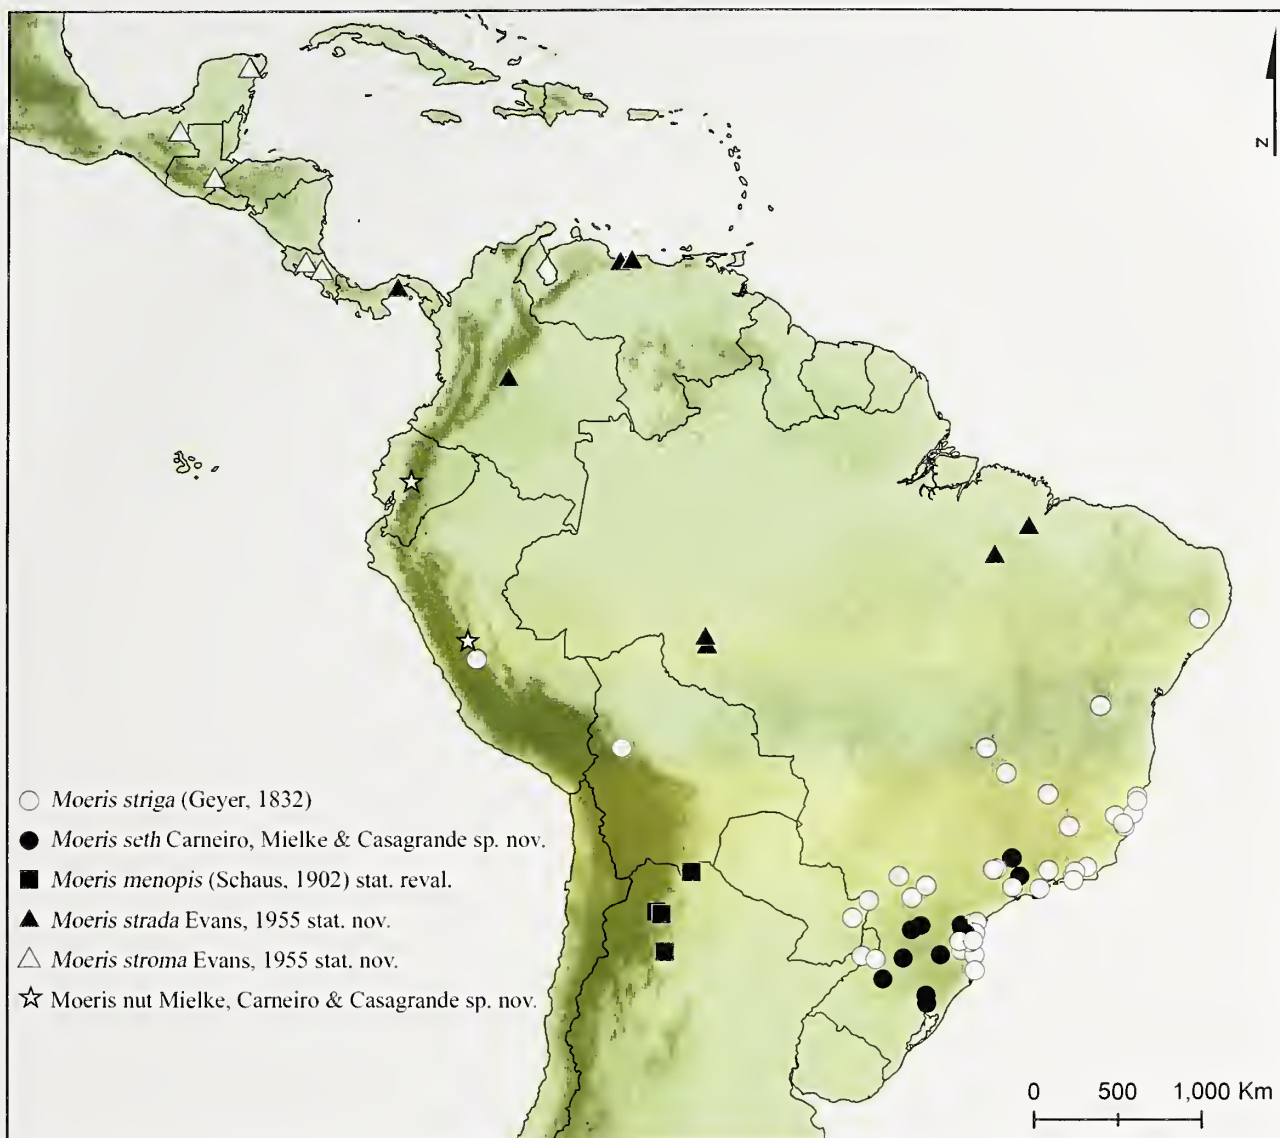 N
Moeris striga (Geyer, 1832)
Moeris seth Carneiro, Mielke & Casagrande sp. nov.
Moeris menopis (Schaus, 1902) stat. reval.
Moeris strada Evans, 1955 stat. nov.
Moeris stroma Evans, 1955 stat. nov.
Moeris nut Mielke, Carneiro & Casagrande sp. nov.
0 500 1,000 Km